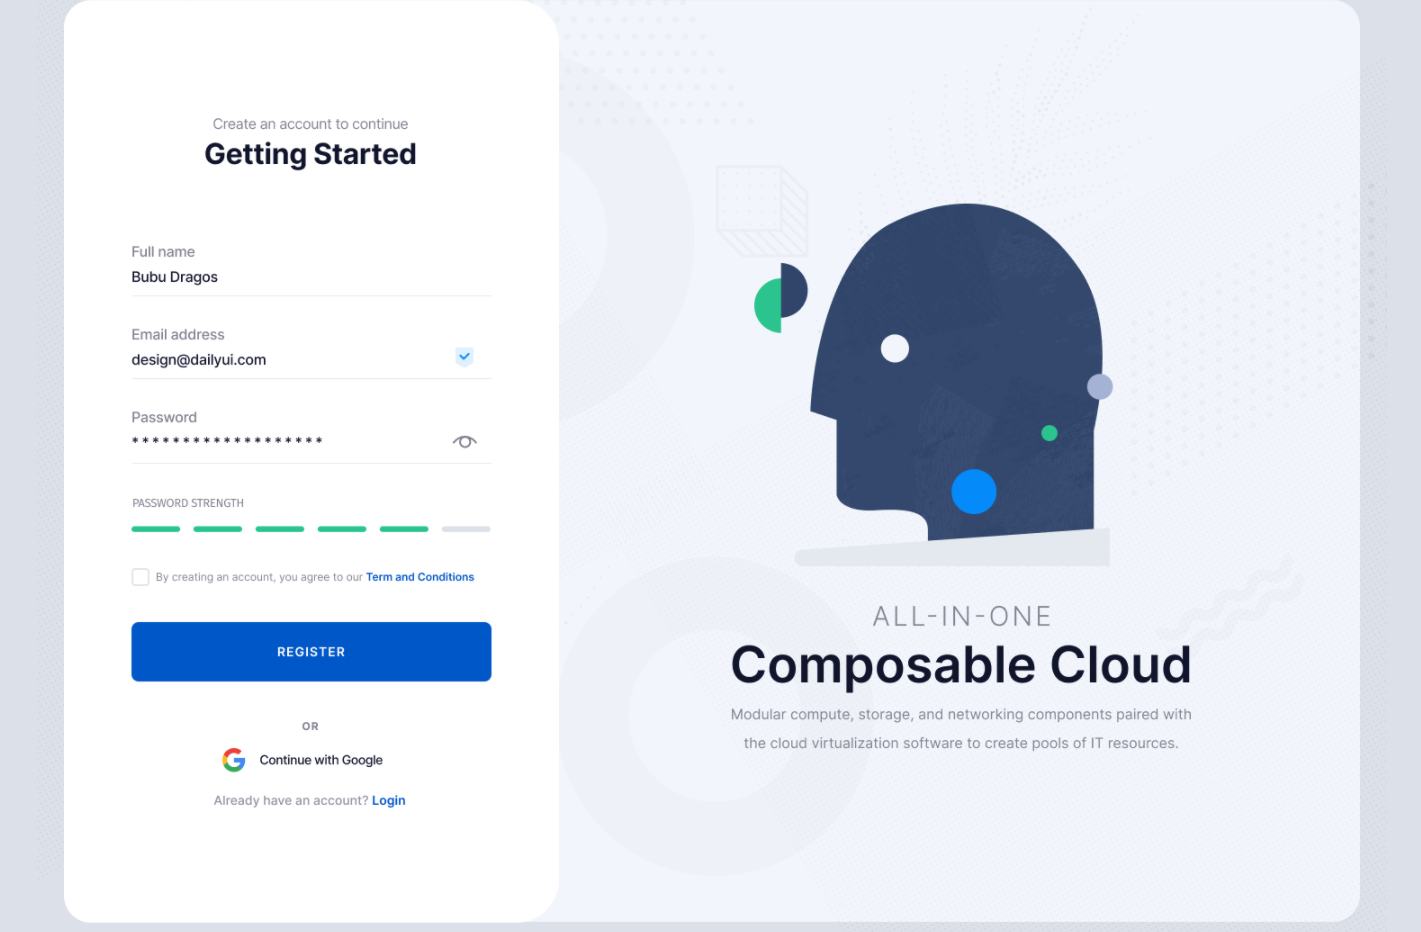 Create an account to continue
Getting Started
Full name
Bubu Dragos
Email address
design@dailyui.com
Password
*******************
PASSWORD STRENGTH
By creating an account, you agree to our Term and Conditions
REGISTER
OR
Continue with Google
Already have an account? Login
ALL-IN-ONE
Composable Cloud
Modular compute, storage, and networking components paired with
the cloud virtualization software to create pools of IT resources.